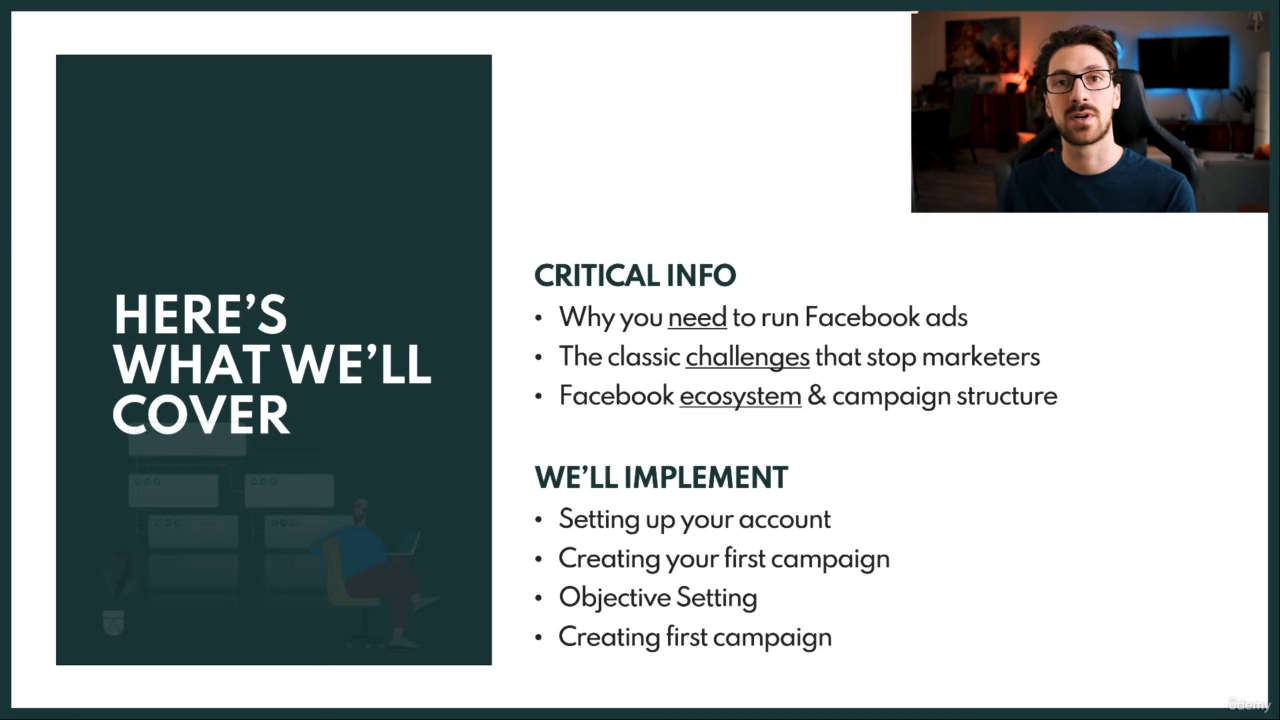 HERE'S
WHAT WE'LL
COVER
CRITICAL INFO
• Why you need to run Facebook ads
• The classic challenges that stop marketers
• Facebook ecosystem & campaign structure
WE'LL IMPLEMENT
• Setting up your account
• Creating your first campaign
• Objective Setting
• Creating first campaign
ûdemy